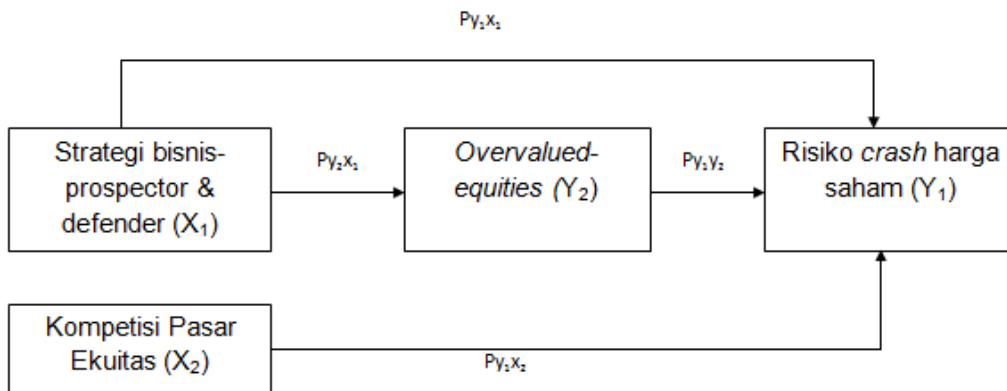 Py₁x₁
Strategi bisnis-
prospector &
defender (X₁)
Py₂x₁
Overvalued-
equities (Y₂)
Py₁y₂
Risiko crash harga
saham (Y₁)
Kompetisi Pasar
Ekuitas (X₂)
Py₁x₂